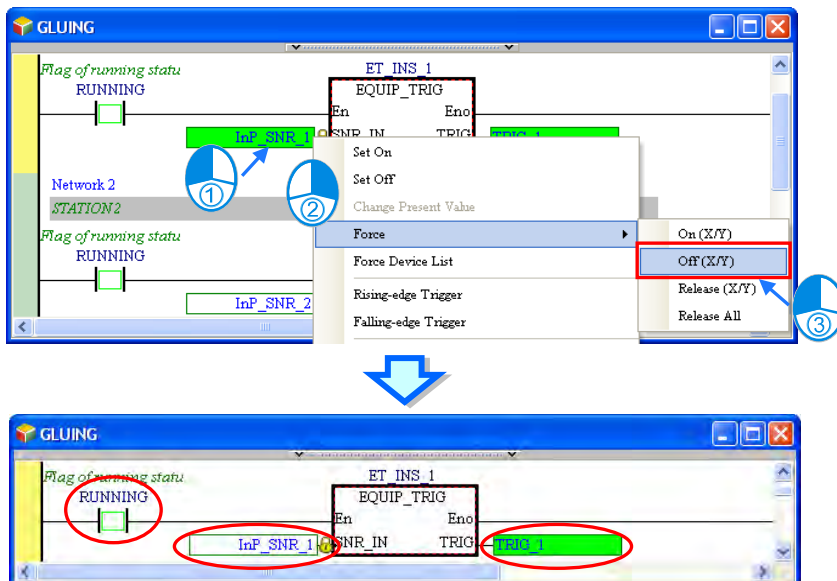 GLUING
Flag of running statu
RUNNING
ET_INS_1
EQUIP_TRIG
En Eno
InP_SNR_1 SNR_IN TRIG TRIG_1
① ②
Set On
Set Off
Change Present Value
Force
Force Device List
Rising-edge Trigger
Falling-edge Trigger
On (X/Y)
Off (X/Y)
Release (X/Y)
Release All
③
Network 2
STATION2
Flag of running statu
RUNNING
InP_SNR_2
GLUING
Flag of running statu
RUNNING
ET_INS_1
EQUIP_TRIG
En Eno
InP_SNR_1 SNR_IN TRIG TRIG_1